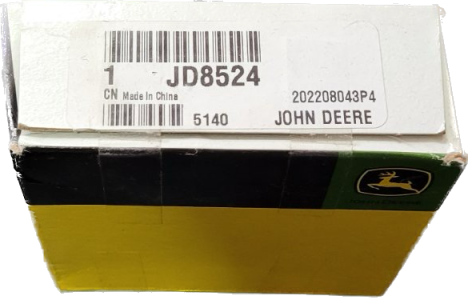 1 JD8524
CN Made in China
202208043P4
5140
JOHN DEERE